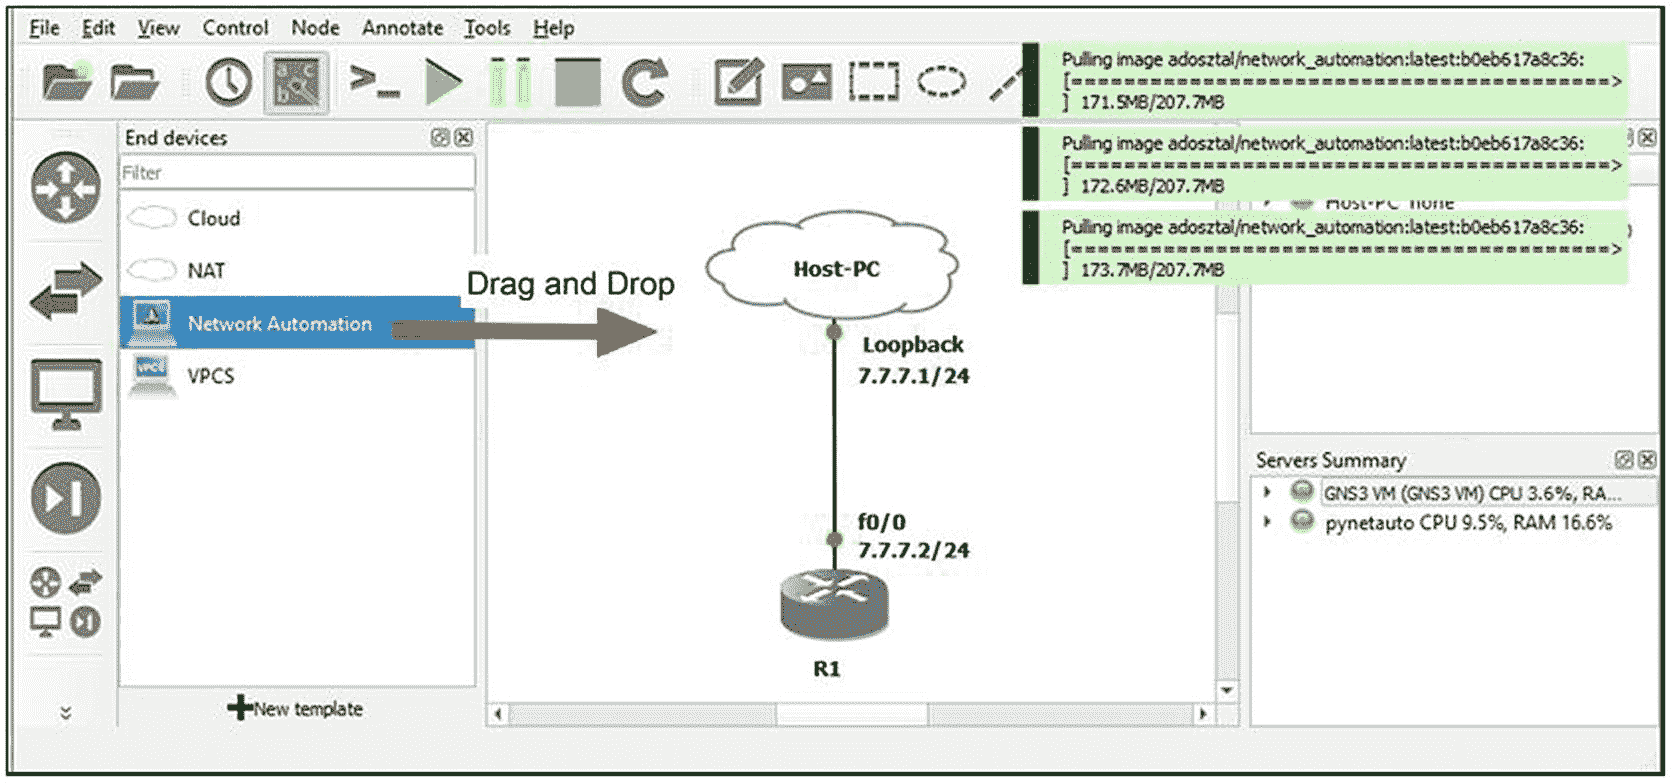 File Edit View Control Node Annotate Tools Help
Pulling image adosztal/network_automation:latest:b0eb617a8c36:
[============================================>
] 171.5MB/207.7MB
Pulling image adosztal/network_automation:latest:b0eb617a8c36:
[============================================>
] 172.6MB/207.7MB
Host-PC none
Pulling image adosztal/network_automation:latest:b0eb617a8c36:
[============================================>
] 173.7MB/207.7MB
End devices
Filter
Cloud
NAT
Network Automation
VPCS
New template
Drag and Drop
Host-PC
Loopback
7.7.7.1/24
f0/0
7.7.7.2/24
R1
Servers Summary
GNS3 VM (GNS3 VM) CPU 3.6%, RA...
pynetauto CPU 9.5%, RAM 16.6%